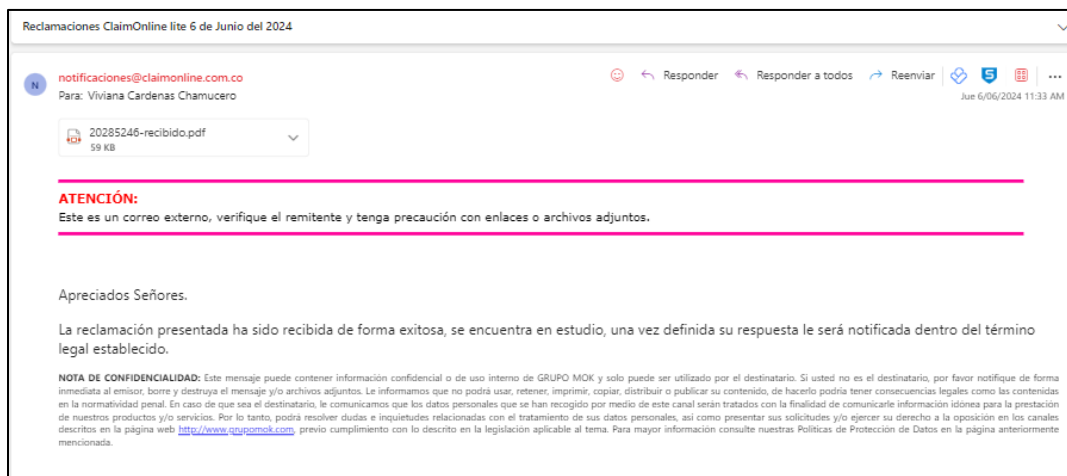 Reclamaciones ClaimOnline lite 6 de Junio del 2024
N
notificaciones@claimonline.com.co
Responder Responder a todos Reenviar
Para: Viviana Cardenas Chamucero
Jue 6/06/2024 11:33 AM
20285246-recibido.pdf
59 KB
ATENCIÓN:
Este es un correo externo, verifique el remitente y tenga precaución con enlaces o archivos adjuntos.
Apreciados Señores.
La reclamación presentada ha sido recibida de forma exitosa, se encuentra en estudio, una vez definida su respuesta le será notificada dentro del término
legal establecido.
NOTA DE CONFIDENCIALIDAD: Este mensaje puede contener información confidencial o de uso interno de GRUPO MOK y solo puede ser utilizado por el destinatario. Si usted no es el destinatario, por favor notifique de forma
inmediata al emisor, borre y destruya el mensaje y/o archivos adjuntos. Le informamos que no podrá usar, retener, imprimir, copiar, distribuir o publicar su contenido, de hacerlo podría tener consecuencias legales como las contenidas
en la normatividad penal. En caso de que sea el destinatario, le comunicamos que los datos personales que se han recogido por medio de este canal serán tratados con la finalidad de comunicarle información idónea para la prestación
de nuestros productos y/o servicios. Por tanto, podrá resolver dudas e inquietudes relacionadas con el tratamiento de sus datos personales, así como presentar sus solicitudes y/o ejercer su derecho a la oposición en los canales
descritos en la página web http://www.grupomok.com, previo cumplimiento con lo descrito en la legislación aplicable al tema. Para mayor información consulte nuestras Políticas de Protección de Datos en la página anteriormente
mencionada.